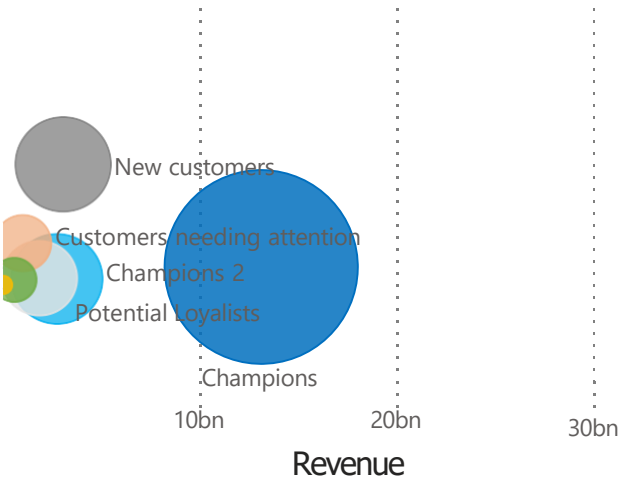 New customers
Customers needing attention
Champions 2
Potential Loyalists
Champions
10bn
20bn
30bn
Revenue